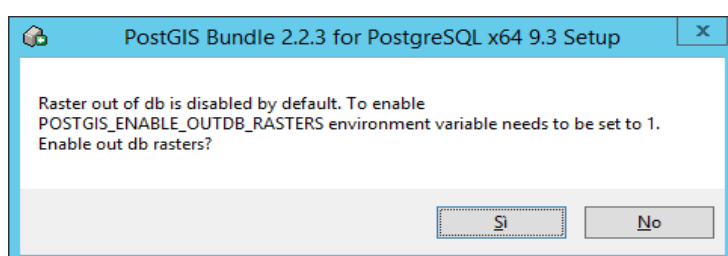 PostGIS Bundle 2.2.3 for PostgreSQL x64 9.3 Setup
x
Raster out of db is disabled by default. To enable
POSTGIS_ENABLE_OUTDB_RASTERS environment variable needs to be set to 1.
Enable out db rasters?
Sì
No